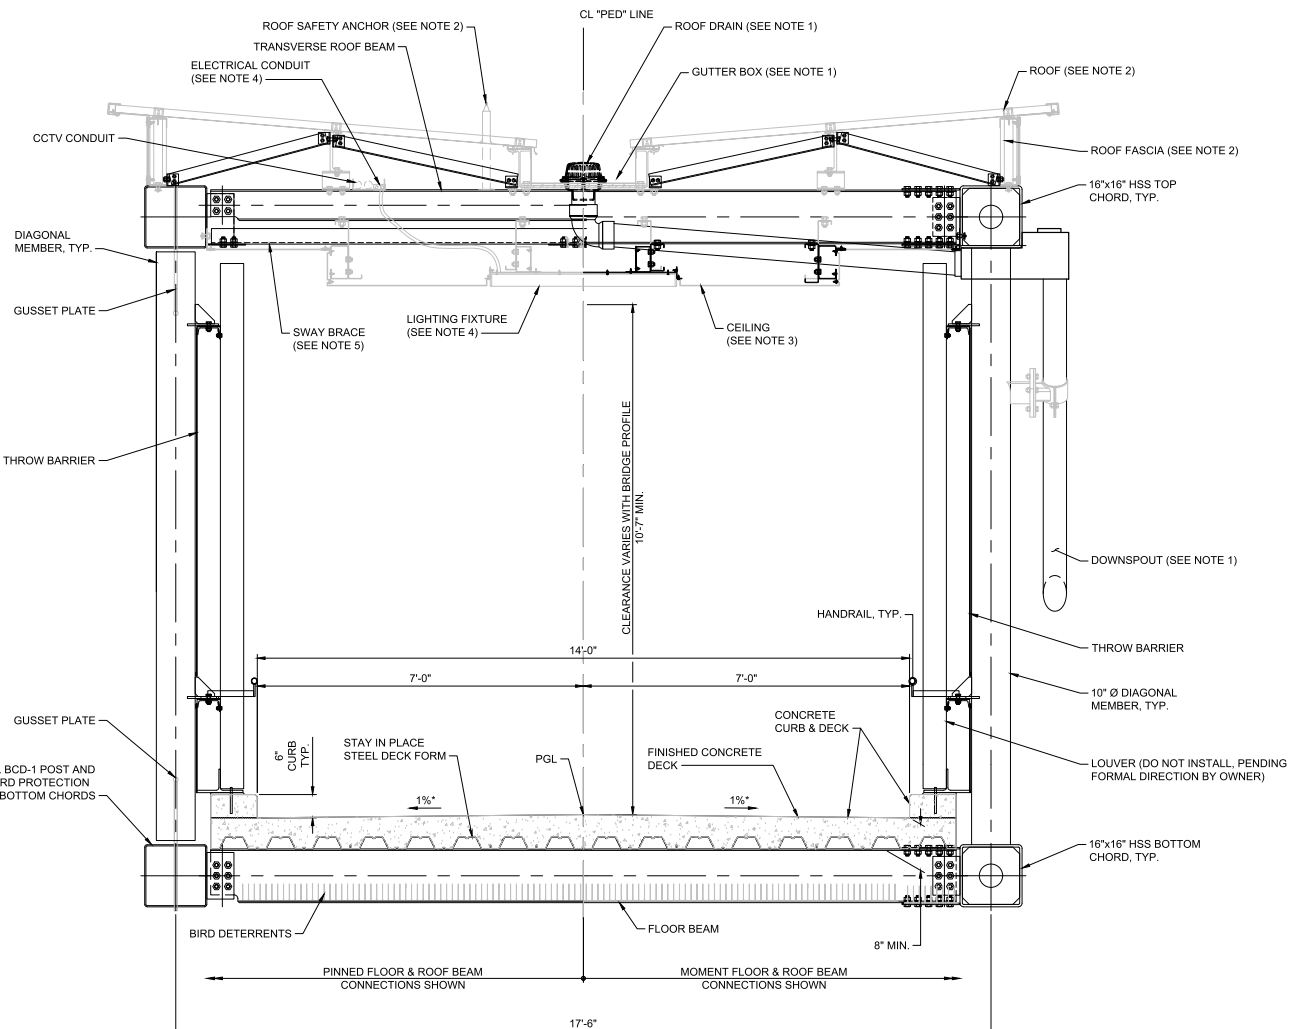 CL "PED" LINE
ROOF SAFETY ANCHOR (SEE NOTE 2)
ROOF DRAIN (SEE NOTE 1)
TRANSVERSE ROOF BEAM
ELECTRICAL CONDUIT
(SEE NOTE 4)
GUTTER BOX (SEE NOTE 1)
ROOF (SEE NOTE 2)
CCTV CONDUIT
ROOF FASCIA (SEE NOTE 2)
16"x16" HSS TOP
CHORD, TYP.
DIAGONAL
MEMBER, TYP.
GUSSET PLATE
SWAY BRACE
(SEE NOTE 5)
LIGHTING FIXTURE
(SEE NOTE 4)
CEILING
(SEE NOTE 3)
CLEARANCE VARIES WITH BRIDGE PROFILE
10'-7" MIN.
THROW BARRIER
DOWNSPOUT (SEE NOTE 1)
HANDRAIL, TYP.
14'-0"
THROW BARRIER
7'-0"
7'-0"
10" Ø DIAGONAL
MEMBER, TYP.
GUSSET PLATE
6"
CURB
TYP.
STAY IN PLACE
STEEL DECK FORM
PGL
FINISHED CONCRETE
DECK
CONCRETE
CURB & DECK
LOUVER (DO NOT INSTALL, PENDING
FORMAL DIRECTION BY OWNER)
BCD-1 POST AND
RD PROTECTION
BOTTOM CHORDS
1%*
1%*
16"x16" HSS BOTTOM
CHORD, TYP.
BIRD DETERRENTS
FLOOR BEAM
8" MIN.
PINNED FLOOR & ROOF BEAM
CONNECTIONS SHOWN
MOMENT FLOOR & ROOF BEAM
CONNECTIONS SHOWN
17'-6"